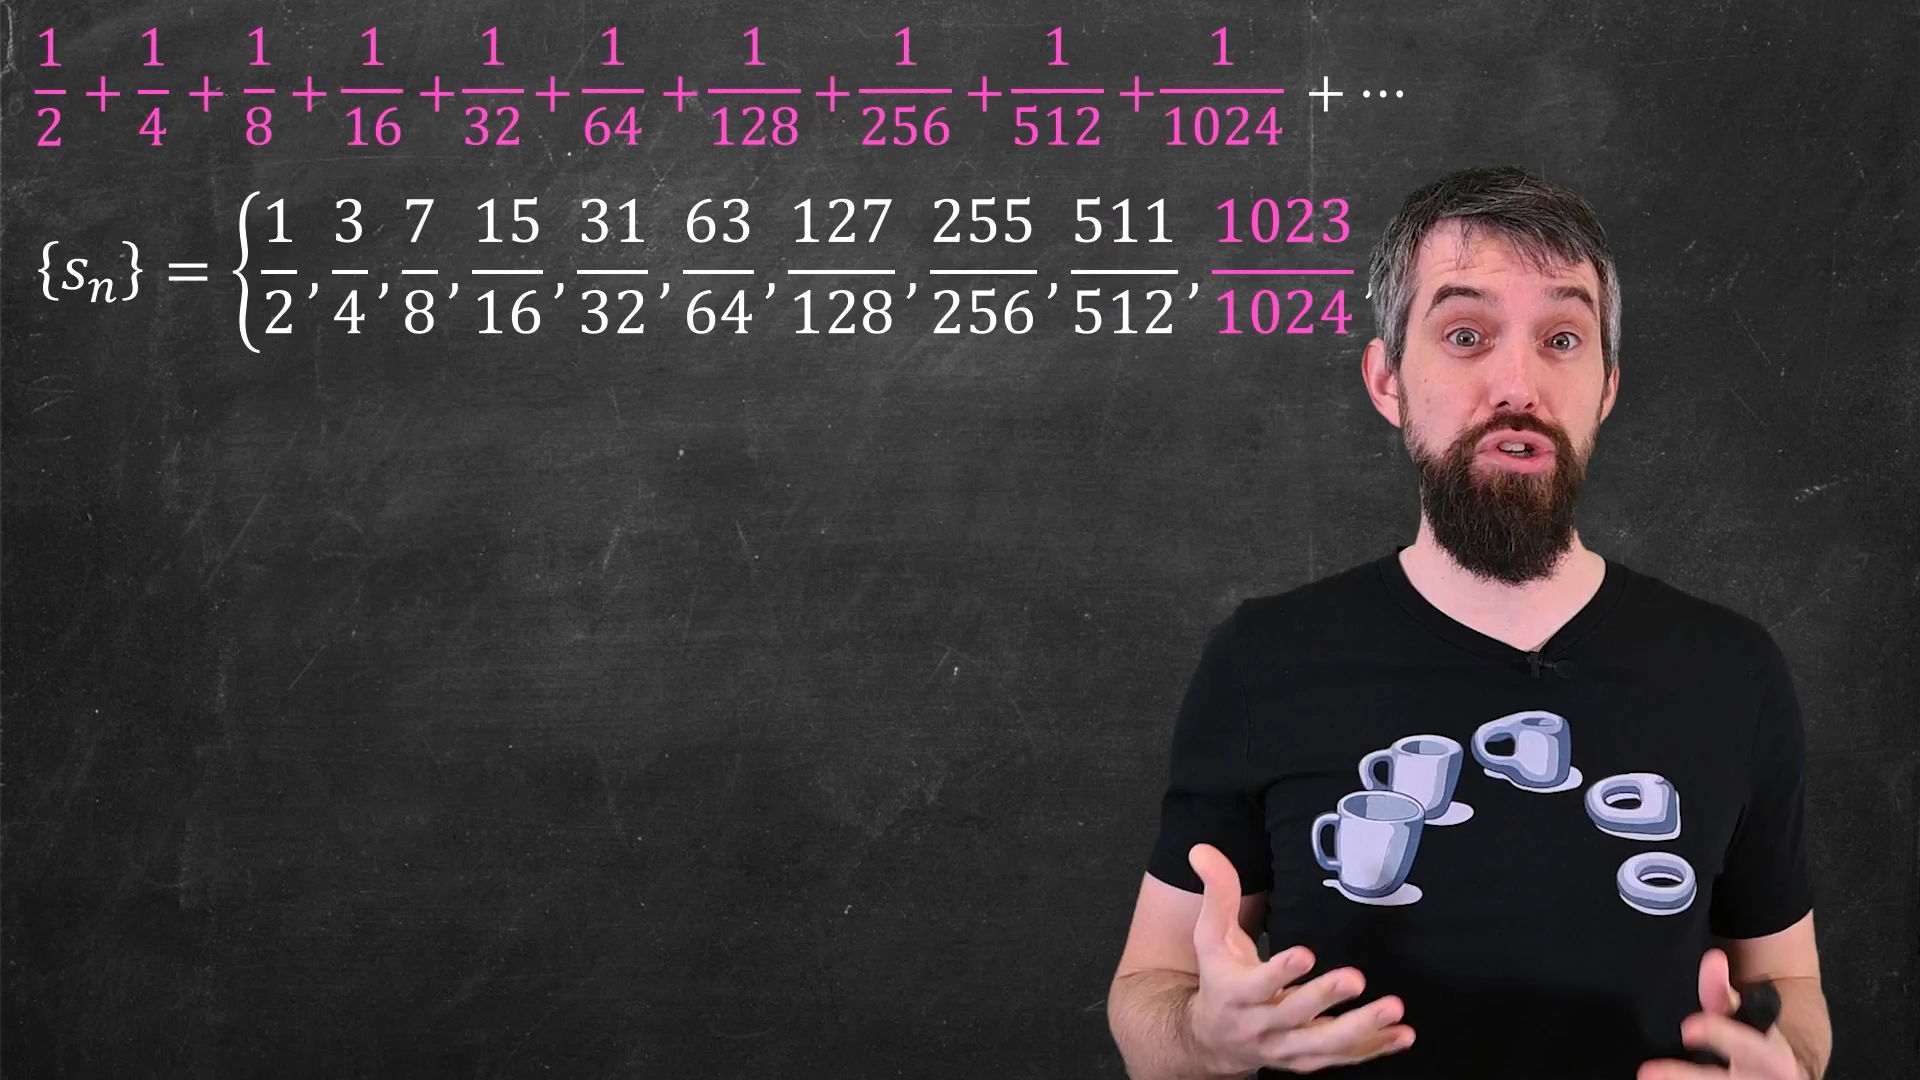 1/2 + 1/4 + 1/8 + 1/16 + 1/32 + 1/64 + 1/128 + 1/256 + 1/512 + 1/1024 + ⋯
{sₙ} = {1/2, 3/4, 7/8, 15/16, 31/32, 63/64, 127/128, 255/256, 511/512, 1023/1024,